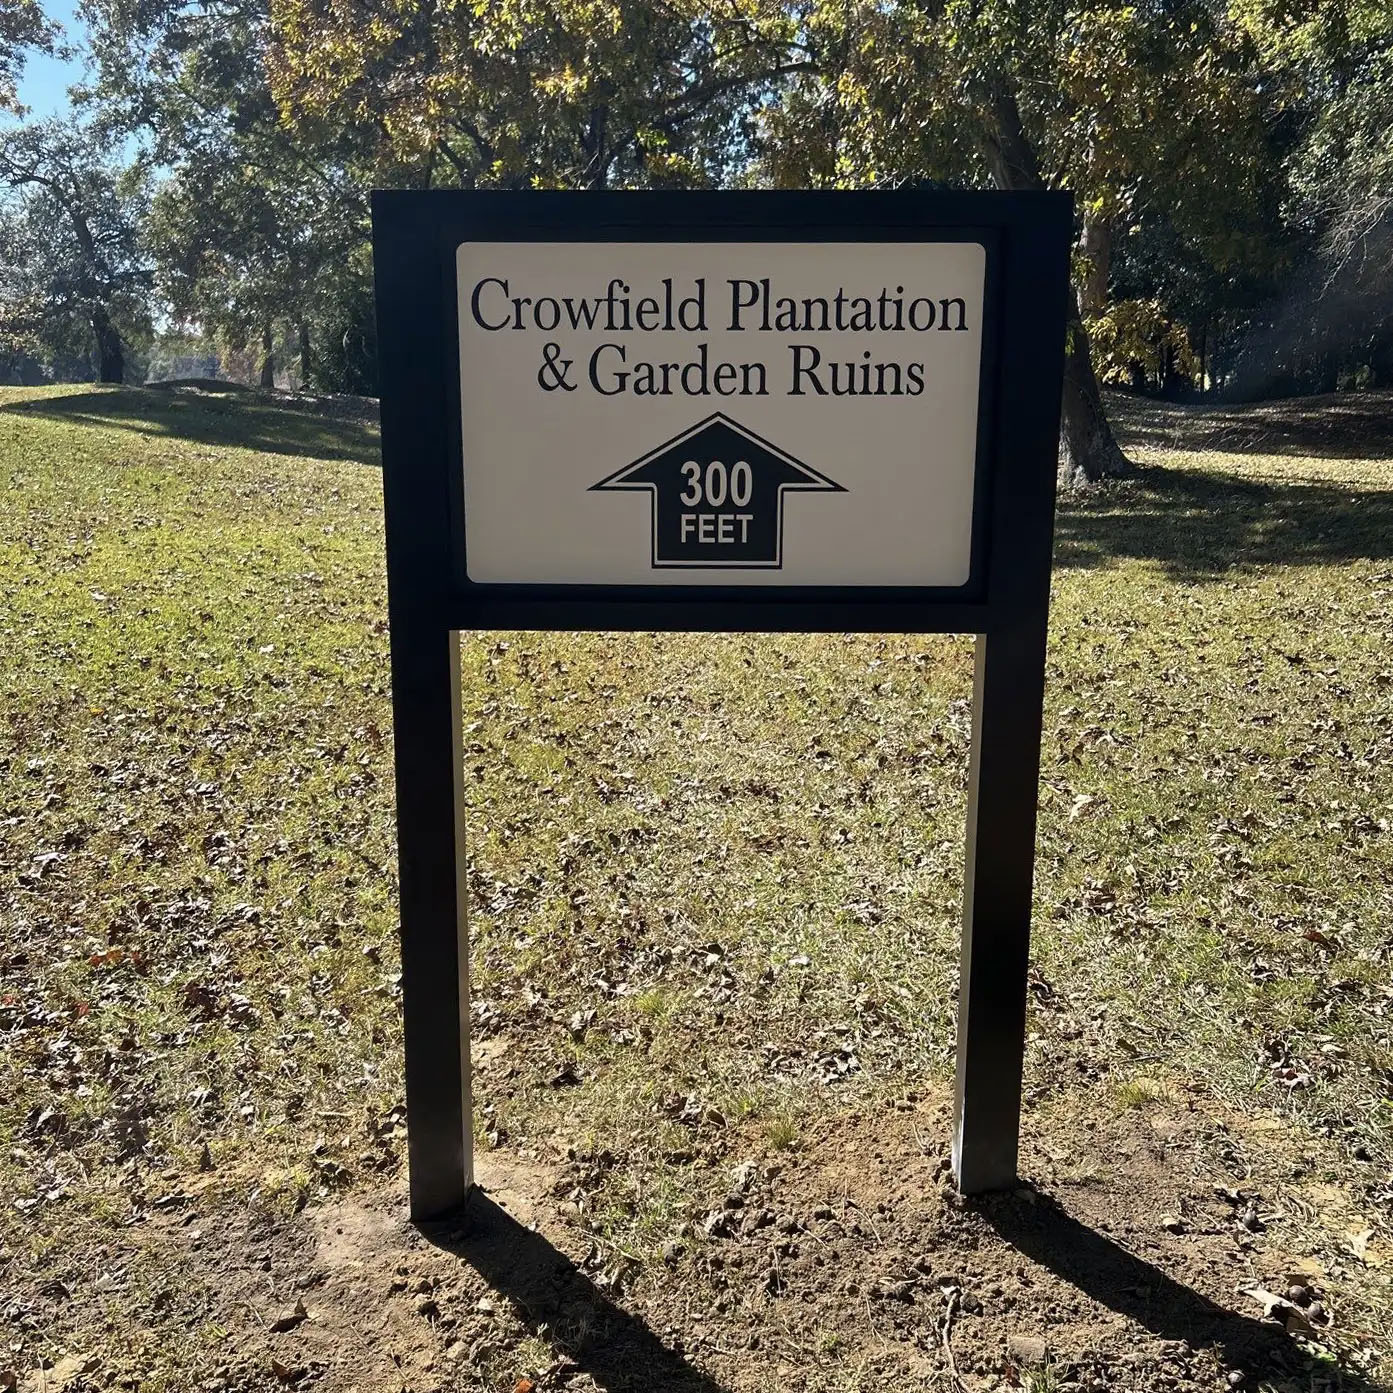 Crowfield Plantation
& Garden Ruins
300
FEET